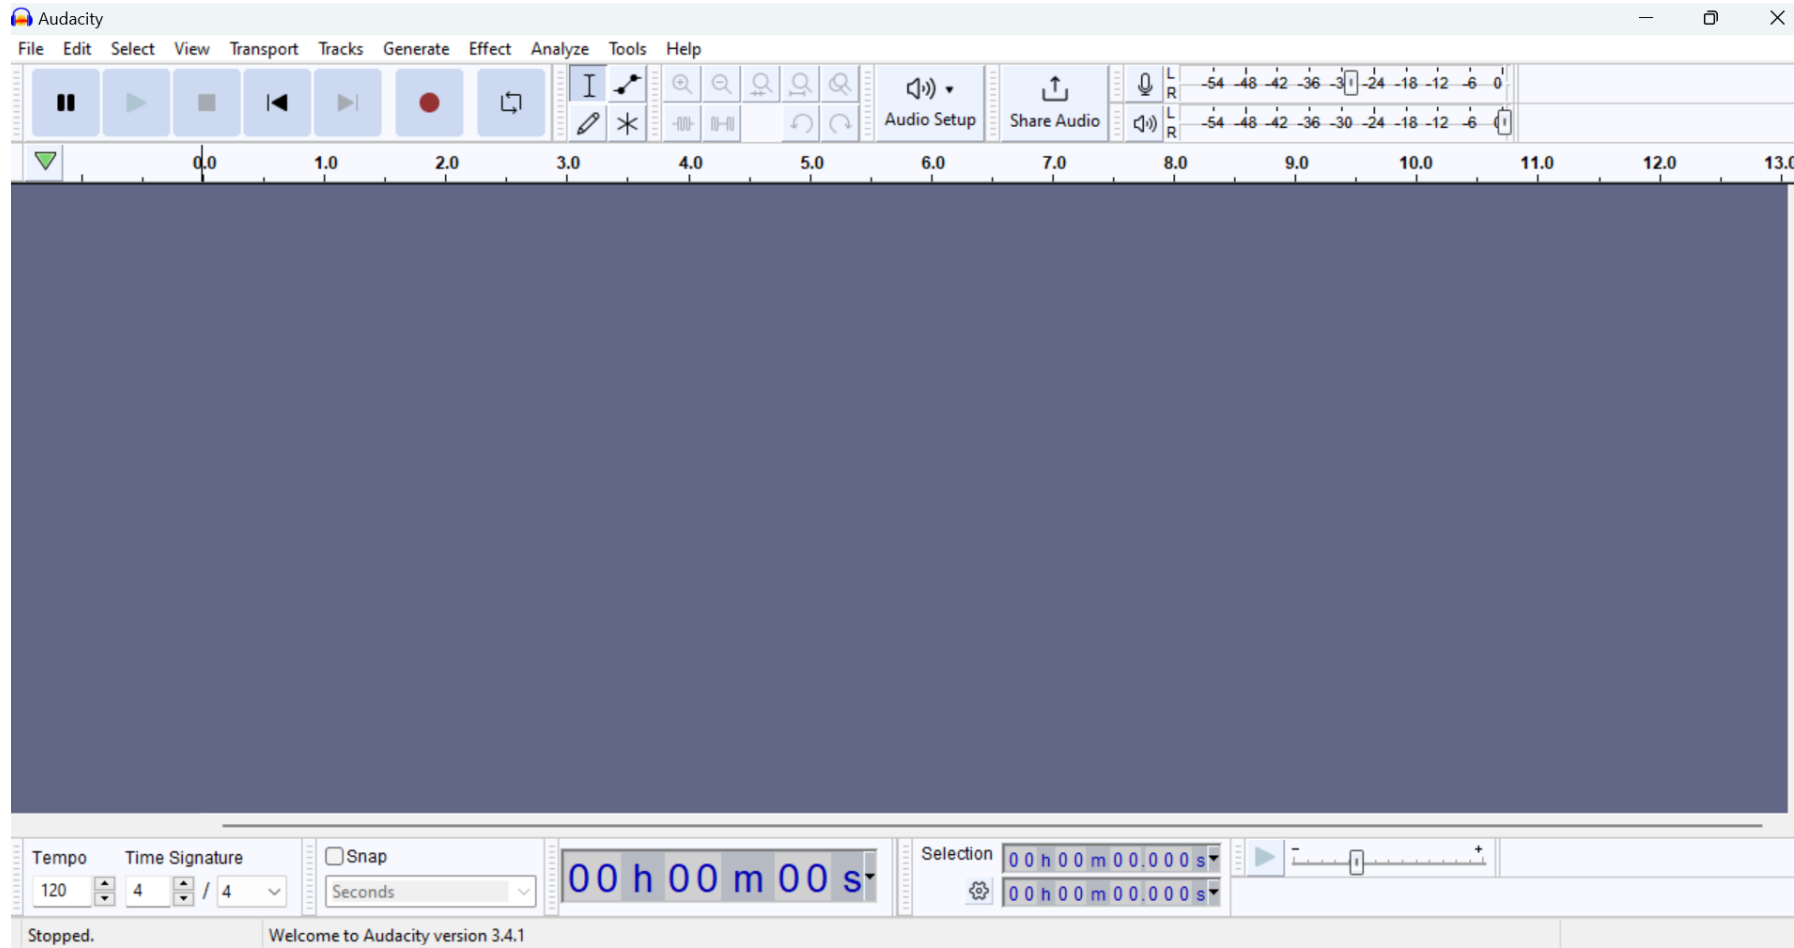 Audacity
File Edit Select View Transport Tracks Generate Effect Analyze Tools Help
L
R
-54 -48 -42 -36 -24 -18 -12 -6 0
Audio Setup
Share Audio
L
R
-54 -48 -42 -36 -30 -24 -18 -12 -6
0.0 1.0 2.0 3.0 4.0 5.0 6.0 7.0 8.0 9.0 10.0 11.0 12.0 13.0
Tempo
120
Time Signature
4 / 4
Snap
Seconds
00 h 00 m 00 s
Selection
00 h 00 m 00.000 s
00 h 00 m 00.000 s
- +
Stopped.
Welcome to Audacity version 3.4.1